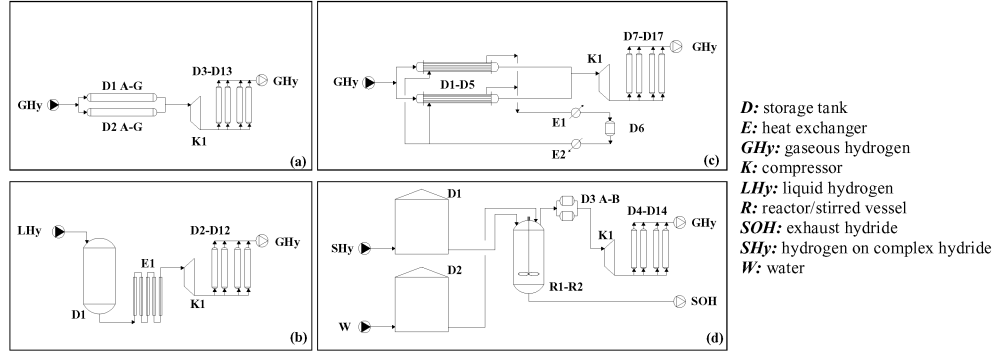 D3-D13
GHy
D1 A-G
GHy
D2 A-G
K1
(a)
D7-D17
GHy
K1
GHy
D1-D5
E1
D6
E2
(c)
LHy
D2-D12
GHy
E1
K1
D1
(b)
D1
D3 A-B
D4-D14
GHy
K1
SHy
D2
R1-R2
SOH
W
(d)
D: storage tank
E: heat exchanger
GHy: gaseous hydrogen
K: compressor
LHy: liquid hydrogen
R: reactor/stirred vessel
SOH: exhaust hydride
SHy: hydrogen on complex hydride
W: water